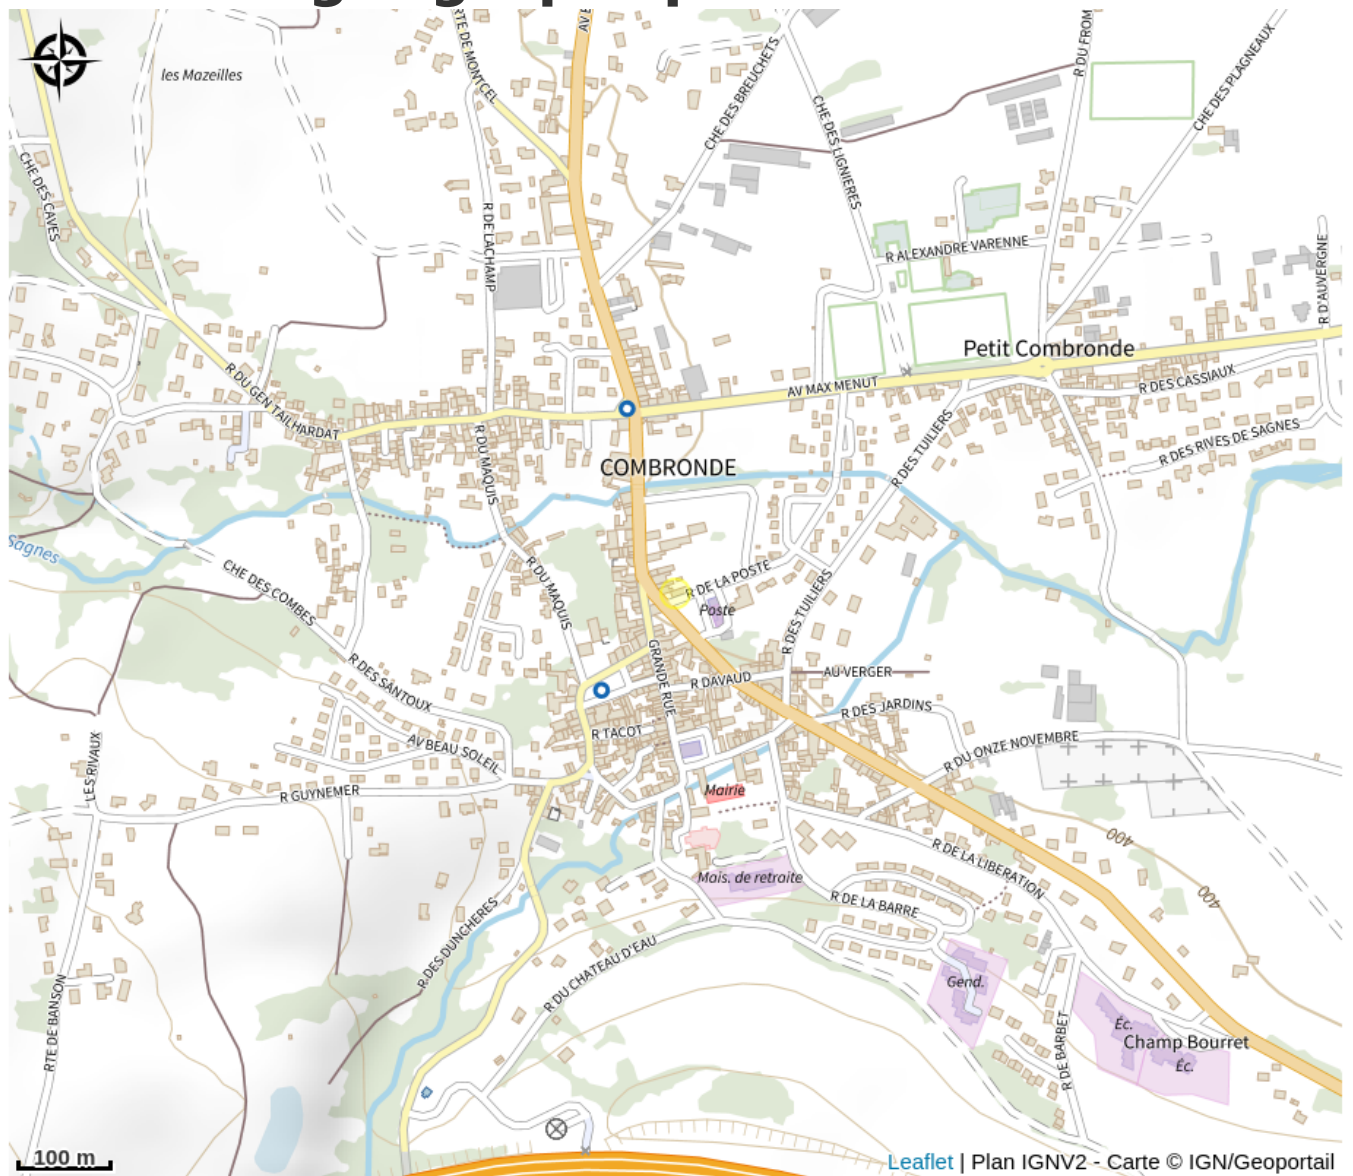 les Mazeilles
RTE DE MONTCEL
CHE DES BREUCHETS
CHE DES LIGNIERES
R DU FROM
CHE DES PLAGNEAUX
CHE DES CAVES
R DE LACHAMP
R ALEXANDRE VARENNE
R D'AUVERGNE
Petit Combronde
R DU GEN TAILHARDAT
AV MAX MENUT
R DES CASSIAUX
R DU MAQUIS
COMBRONDE
R DES TUILIERS
R DES RIVES DE SAGNES
Sagnes
CHE DES COMBES
R DU MAQUIS
R DE LA POSTE
Poste
R DES TUILIERS
GRANDE RUE
R DES SANTOUX
R DAVAUD
AU VERGER
R DES JARDINS
R TACOT
AV BEAU SOLEIL
R DU ONZE NOVEMBRE
LES RIVAUX
R GUYNEMER
Mairie
400
R DE LA LIBERATION
Mais. de retraite
400
R DE LA BARRE
R DES DUNCHERES
R DU CHATEAU D'EAU
Gend.
RTE DE BANSON
Éc.
Champ Bourret
R DE BARBET
Éc.
100 m
Leaflet | Plan IGNV2 - Carte © IGN/Geoportail